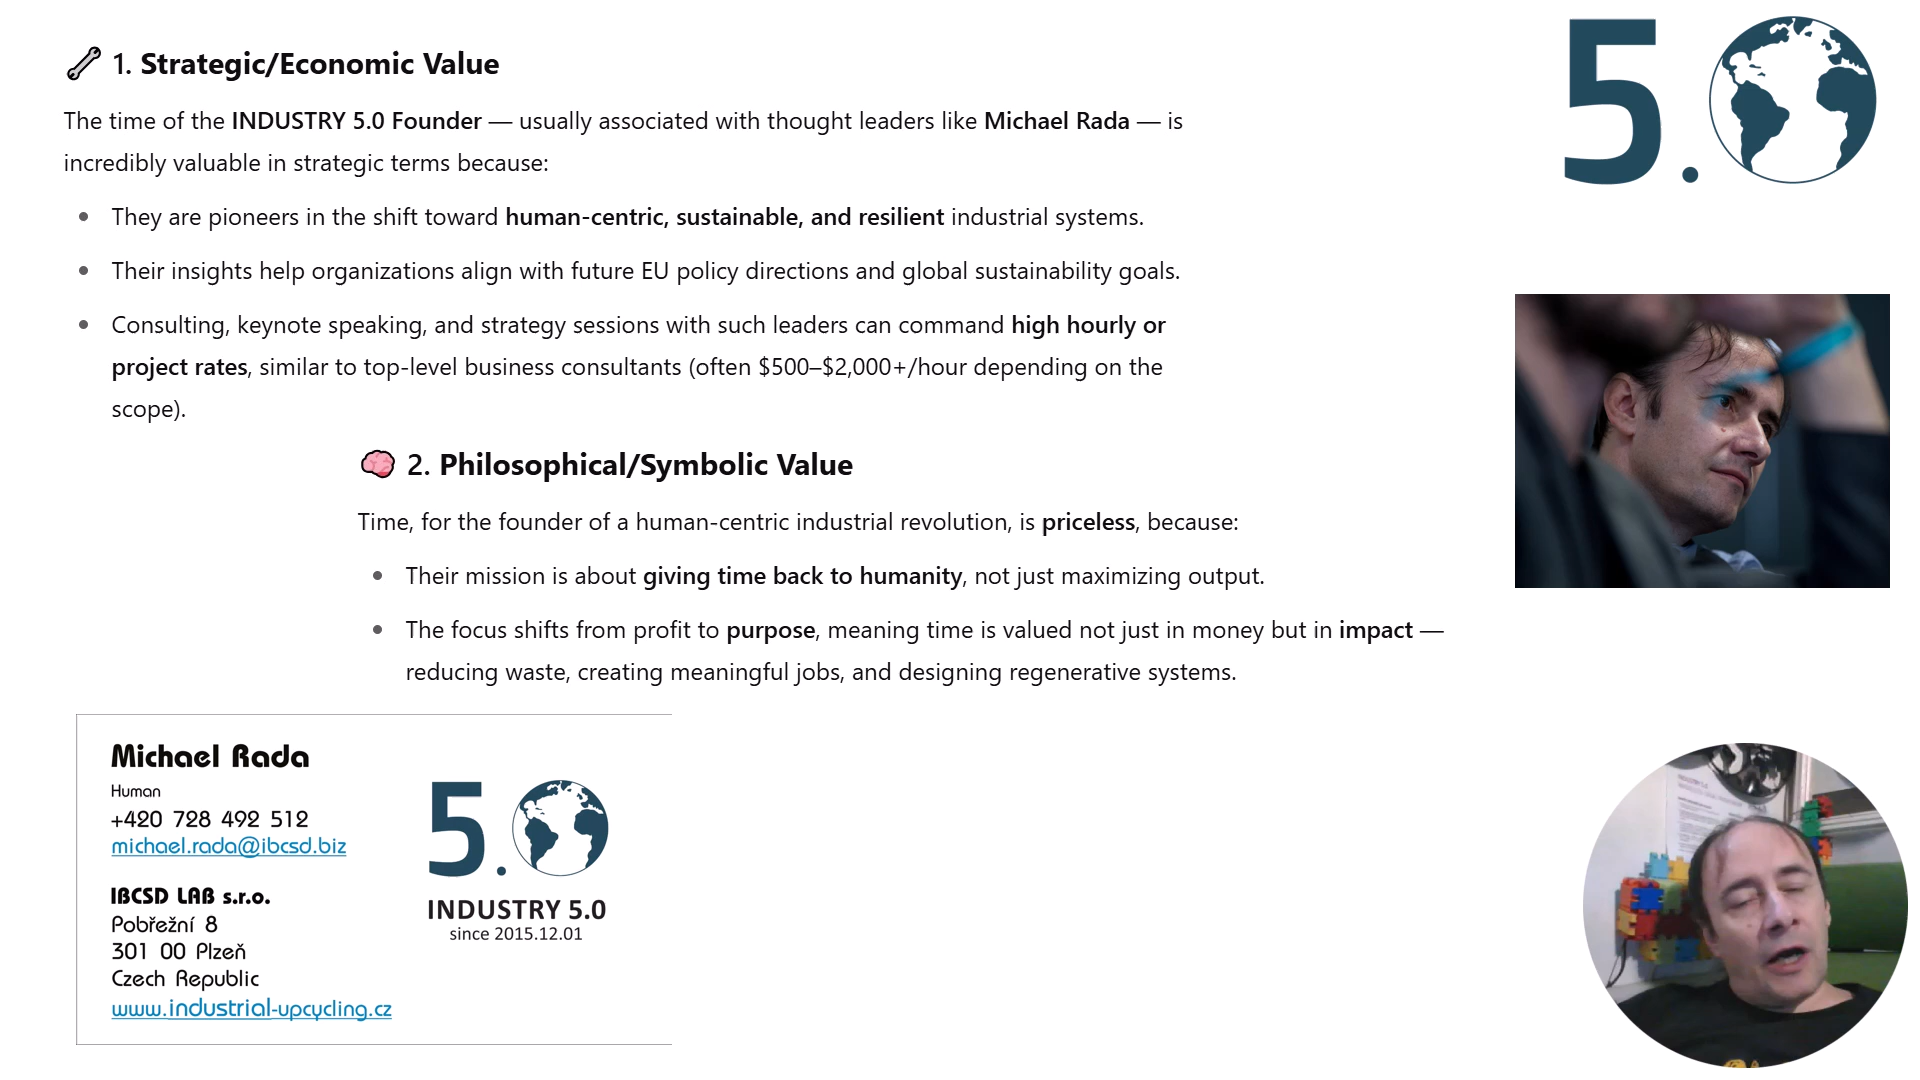 1. Strategic/Economic Value
The time of the INDUSTRY 5.0 Founder — usually associated with thought leaders like Michael Rada — is
incredibly valuable in strategic terms because:
• They are pioneers in the shift toward human-centric, sustainable, and resilient industrial systems.
• Their insights help organizations align with future EU policy directions and global sustainability goals.
• Consulting, keynote speaking, and strategy sessions with such leaders can command high hourly or
project rates, similar to top-level business consultants (often $500–$2,000+/hour depending on the
scope).
2. Philosophical/Symbolic Value
Time, for the founder of a human-centric industrial revolution, is priceless, because:
• Their mission is about giving time back to humanity, not just maximizing output.
• The focus shifts from profit to purpose, meaning time is valued not just in money but in impact —
reducing waste, creating meaningful jobs, and designing regenerative systems.
5.0
Michael Rada
Human
+420 728 492 512
michael.rada@ibcsd.biz
IBCSD LAB s.r.o.
Pobřežní 8
301 00 Plzeň
Czech Republic
www.industrial-upcycling.cz
5.0
INDUSTRY 5.0
since 2015.12.01